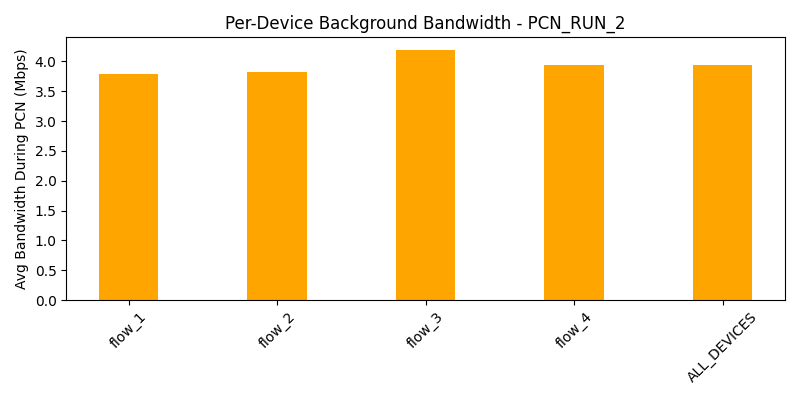 Per-Device Background Bandwidth - PCN_RUN_2
Avg Bandwidth During PCN (Mbps)
4.0
3.5
3.0
2.5
2.0
1.5
1.0
0.5
0.0
flow_1
flow_2
flow_3
flow_4
ALL_DEVICES